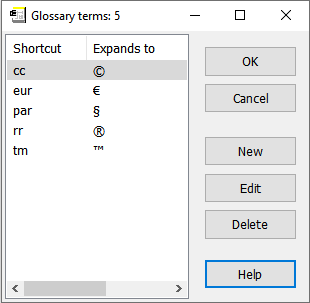 Glossary terms: 5
Shortcut Expands to
cc ©
eur €
par §
rr ®
tm ™
OK
Cancel
New
Edit
Delete
Help